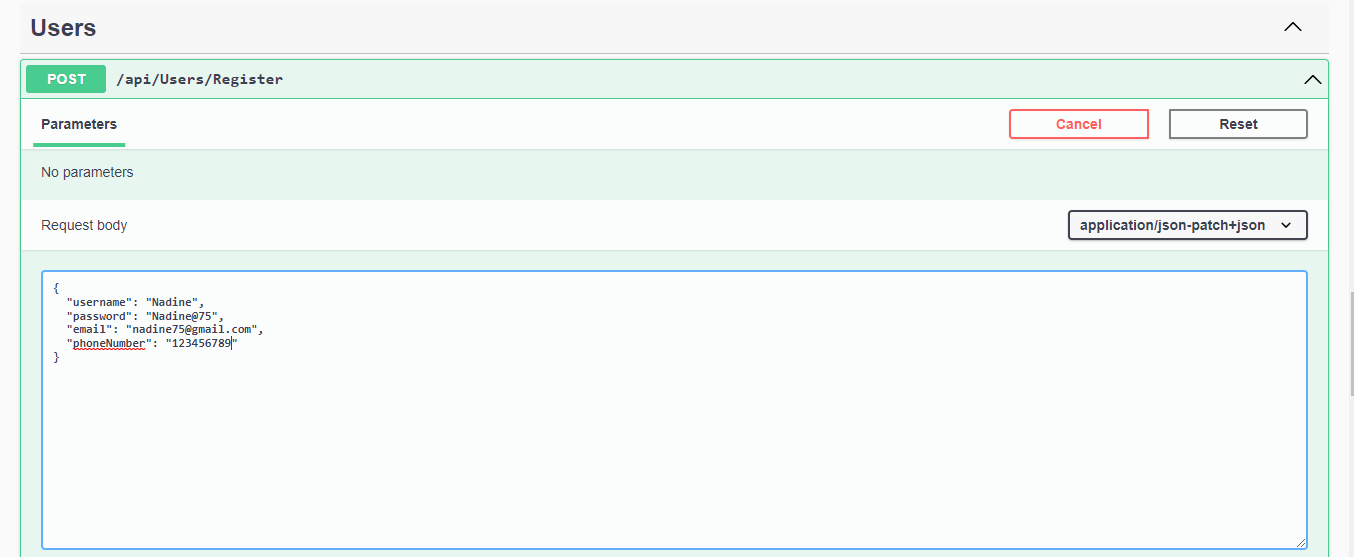 Users
POST /api/Users/Register
Parameters Cancel Reset
No parameters
Request body application/json-patch+json
{
"username": "Nadine",
"password": "Nadine@75",
"email": "nadine75@gmail.com",
"phoneNumber": "123456789"
}